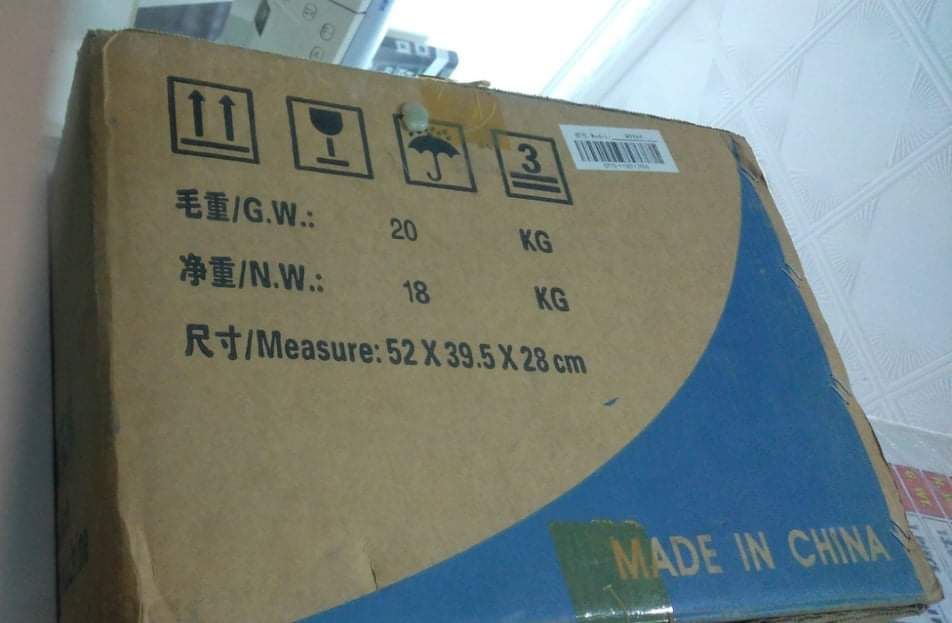 3
毛重/G.W.: 20 KG
净重/N.W.: 18 KG
尺寸/Measure: 52 X 39.5 X 28 cm
MADE IN CHINA